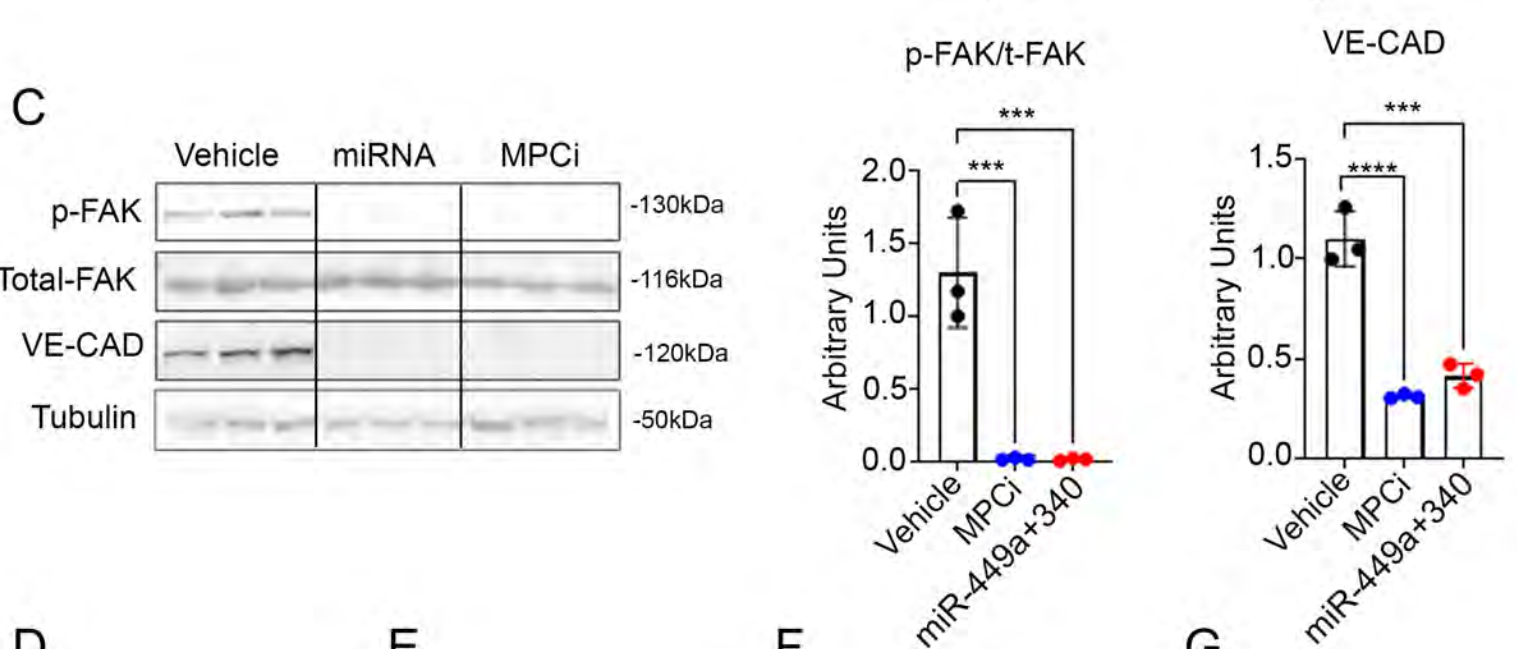 C
Vehicle miRNA MPCi
p-FAK -130kDa
Total-FAK -116kDa
VE-CAD -120kDa
Tubulin -50kDa
p-FAK/t-FAK
***
***
Arbitrary Units
2.0
1.5
1.0
0.5
0.0
Vehicle
MPCi
miR-449a+340
VE-CAD
***
****
Arbitrary Units
1.5
1.0
0.5
0.0
Vehicle
MPCi
miR-449a+340
D E F G